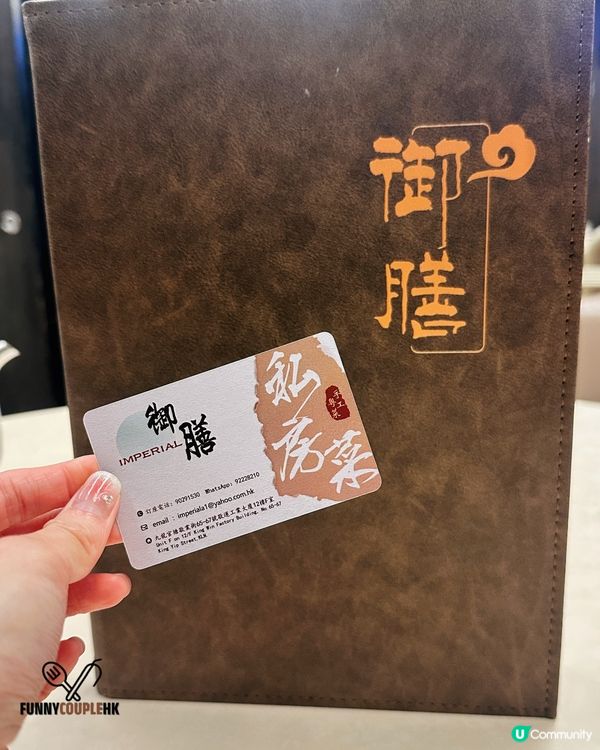 御膳
御膳
IMPERIAL
私房菜
手工
粵菜
訂座電話: 90291530 WhatsApp: 92228210
email : imperiala1@yahoo.com.hk
九龍官塘敬業街65-67號敬運工業大廈12樓F室
Unit F on 12/F King Win Factory Building, No.65-67
King Yip Street,KLN
FUNNYCOUPLEHK
U Community